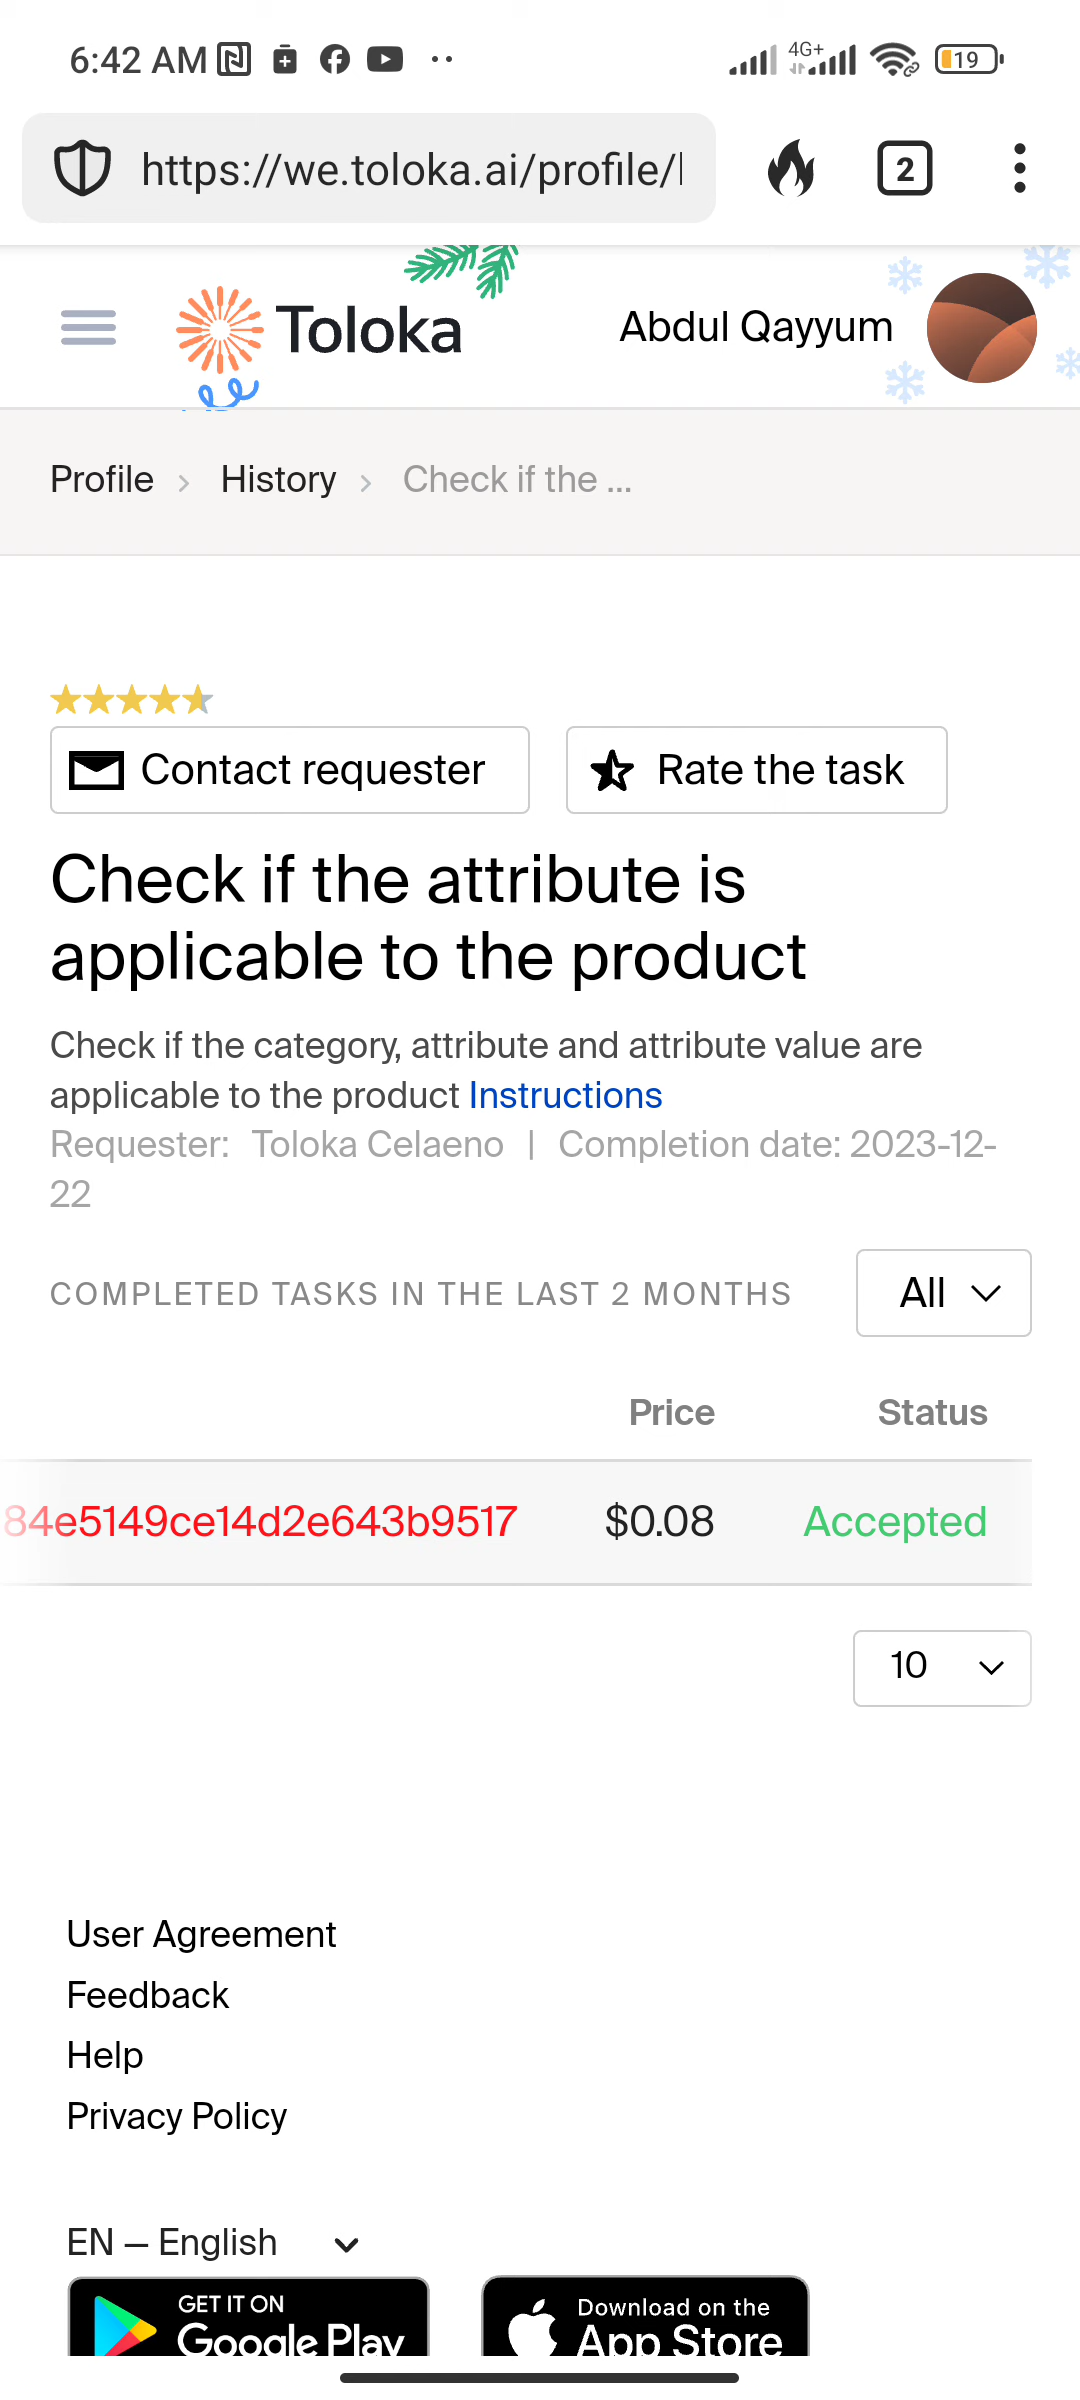 6:42 AM 4G+ 19
https://we.toloka.ai/profile/
2
Toloka
Abdul Qayyum
Profile › History › Check if the ...
Contact requester
Rate the task
Check if the attribute is
applicable to the product
Check if the category, attribute and attribute value are
applicable to the product Instructions
Requester: Toloka Celaeno | Completion date: 2023-12-
22
COMPLETED TASKS IN THE LAST 2 MONTHS
All
Price Status
84e5149ce14d2e643b9517 $0.08 Accepted
10
User Agreement
Feedback
Help
Privacy Policy
EN — English
GET IT ON
Google Play
Download on the
App Store